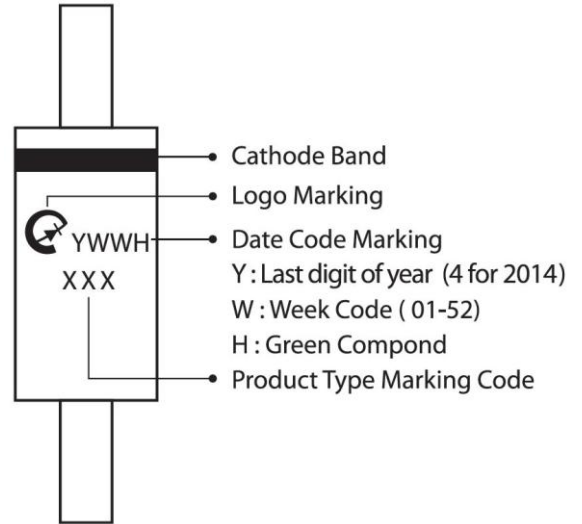 Cathode Band
Logo Marking
YWWH
Date Code Marking
XXX
Y : Last digit of year (4 for 2014)
W : Week Code ( 01-52)
H : Green Compond
Product Type Marking Code